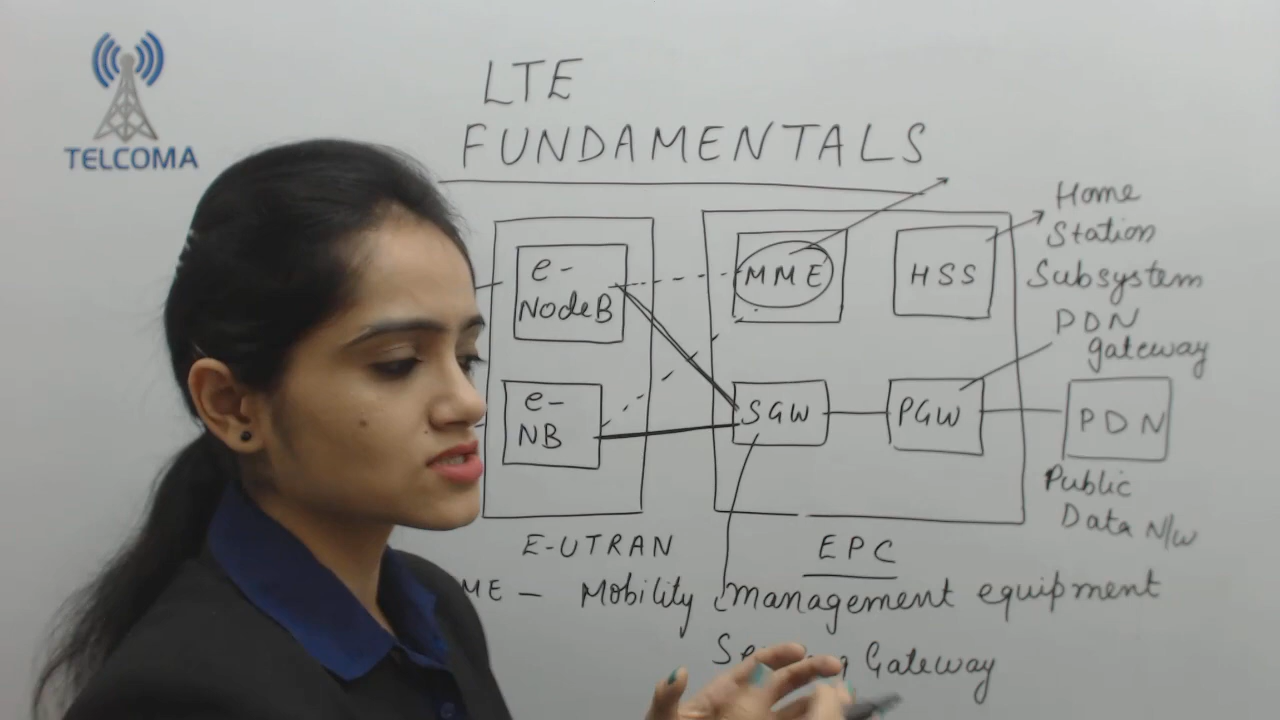 TELCOMA
LTE
FUNDAMENTALS
e-
NodeB
MME
HSS
Home
Station
Subsystem
PDN
gateway
e-
NB
SGW
PGW
PDN
Public
Data N/W
E-UTRAN
EPC
ME - Mobility management equipment
Gateway